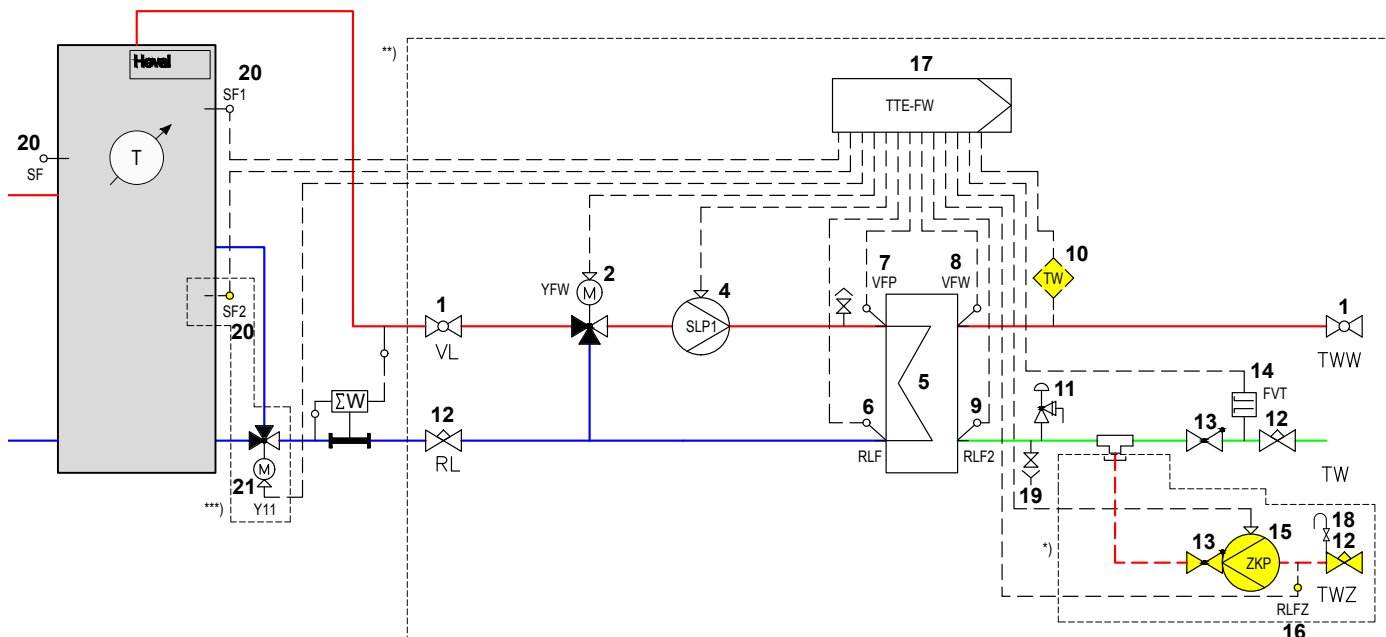 **)
Hoval
20
SF1
17
TTE-FW
20
SF
T
2
YFW
M
4
SLP1
7
VFP
8
VFW
10
TW
SF2
20
1
VL
1
TWW
5
14
FVT
11
6
RLF
9
RLF2
ΣW
12
RL
13
12
TW
M
21
Y11
***)
19
*)
13
15
ZKP
18
12
TWZ
RLFZ
16